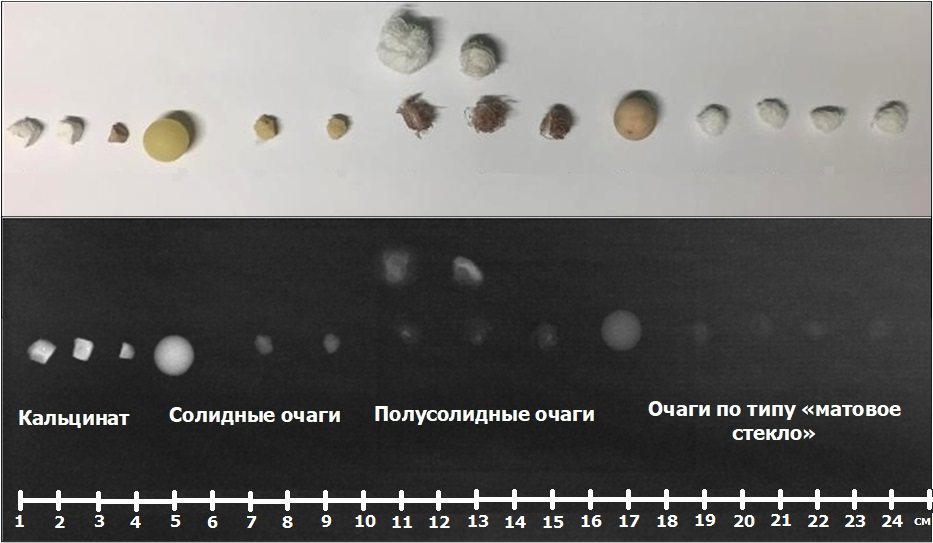 Кальцинат
Солидные очаги
Полусолидные очаги
Очаги по типу «матовое
стекло»
1 2 3 4 5 6 7 8 9 10 11 12 13 14 15 16 17 18 19 20 21 22 23 24 см